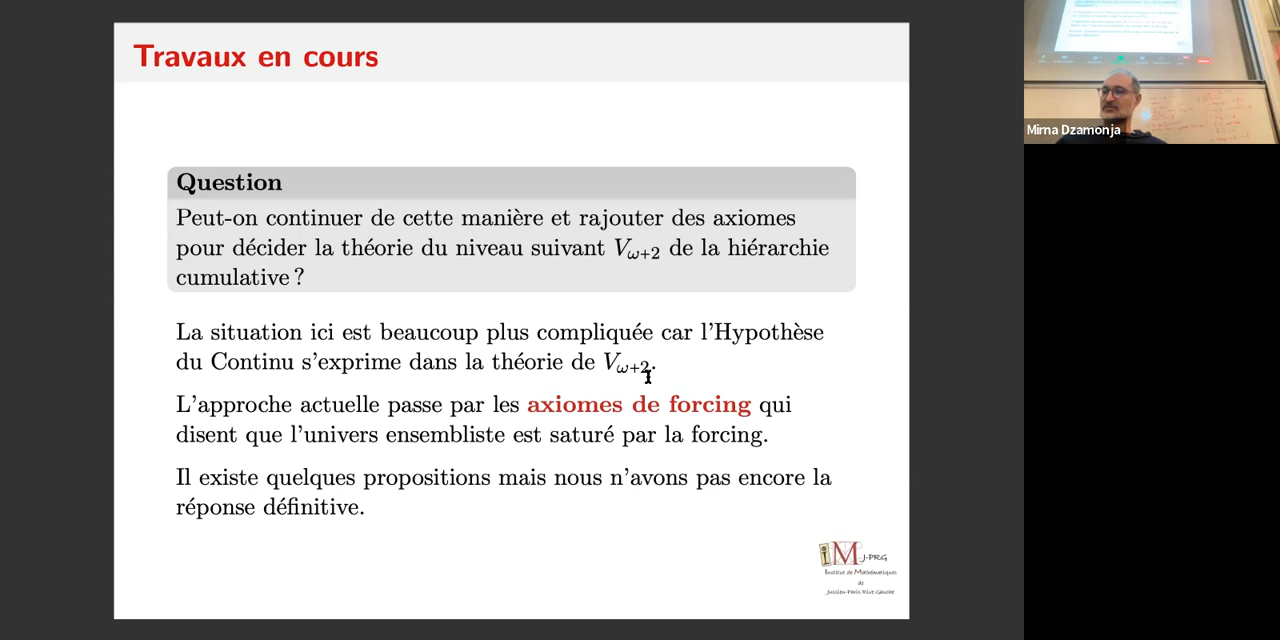 Travaux en cours
Question
Peut-on continuer de cette manière et rajouter des axiomes
pour décider la théorie du niveau suivant Vω+2 de la hiérarchie
cumulative ?
La situation ici est beaucoup plus compliquée car l'Hypothèse
du Continu s'exprime dans la théorie de Vω+2.
L'approche actuelle passe par les axiomes de forcing qui
disent que l'univers ensembliste est saturé par la forcing.
Il existe quelques propositions mais nous n'avons pas encore la
réponse définitive.
iMJ-PRG
Institut de Mathématiques
de
Jussieu-Paris Rive Gauche
Mirna Dzamonja